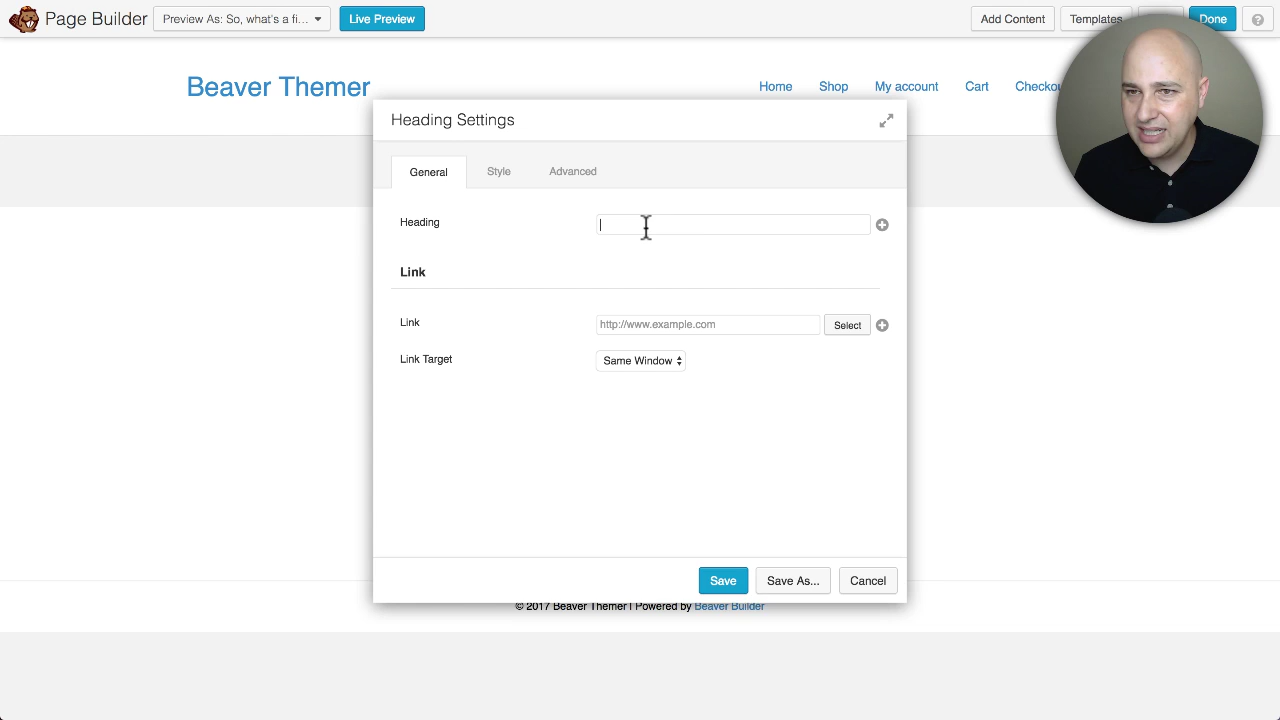 Page Builder
Preview As: So, what's a fi...
Live Preview
Add Content
Templates
Done
?
Beaver Themer
Home
Shop
My account
Cart
Heading Settings
General
Style
Advanced
Heading
Link
Link
http://www.example.com
Select
Link Target
Same Window
Save
Save As...
Cancel
© 2017 Beaver Themer | Powered by Beaver Builder